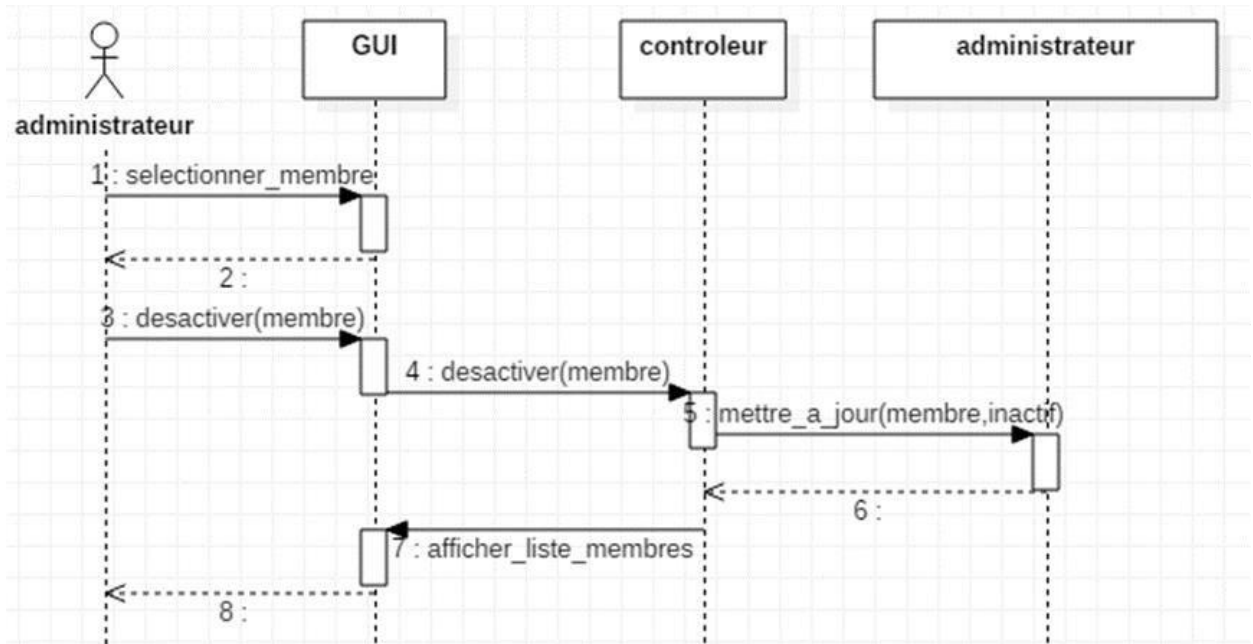 GUI
controleur
administrateur
administrateur
1 : selectionner_membre
2 :
3 : desactiver(membre)
4 : desactiver(membre)
5 : mettre_a_jour(membre,inactif)
6 :
7 : afficher_liste_membres
8 :